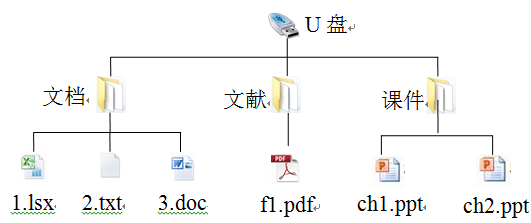 U 盘
文档 文献 课件
1.lsx 2.txt 3.doc f1.pdf ch1.ppt ch2.ppt